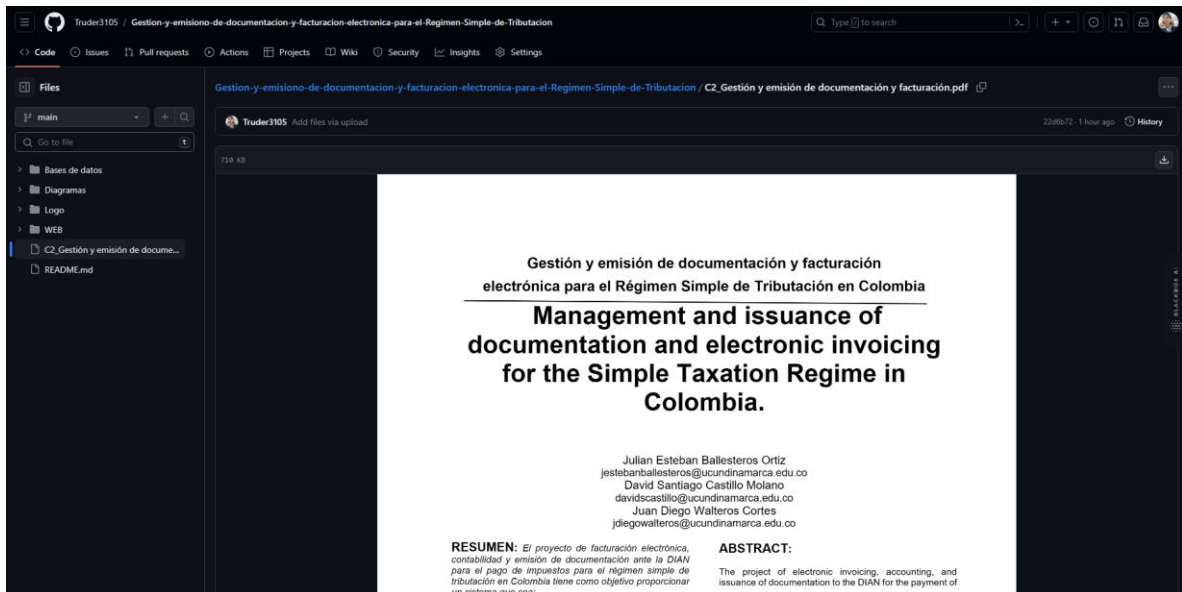 Truder3105 / Gestion-y-emisiono-de-documentacion-y-facturacion-electronica-para-el-Regimen-Simple-de-Tributacion
Type / to search
Code Issues Pull requests Actions Projects Wiki Security Insights Settings
Files
main
Go to file t
Bases de datos
Diagramas
Logo
WEB
C2_Gestión y emisión de docume...
README.md
Gestion-y-emisiono-de-documentacion-y-facturacion-electronica-para-el-Regimen-Simple-de-Tributacion / C2_Gestión y emisión de documentación y facturación.pdf
Truder3105 Add files via upload
22d6b72 · 1 hour ago History
710 KB
Gestión y emisión de documentación y facturación
electrónica para el Régimen Simple de Tributación en Colombia
Management and issuance of
documentation and electronic invoicing
for the Simple Taxation Regime in
Colombia.
Julian Esteban Ballesteros Ortiz
jestebanballesteros@ucundinamarca.edu.co
David Santiago Castillo Molano
davidscastillo@ucundinamarca.edu.co
Juan Diego Walteros Cortes
jdiegowalteros@ucundinamarca.edu.co
RESUMEN: El proyecto de facturación electrónica,
contabilidad y emisión de documentación ante la DIAN
para el pago de impuestos para el régimen simple de
tributación en Colombia tiene como objetivo proporcionar
un sistema que sea:
ABSTRACT:
The project of electronic invoicing, accounting, and
issuance of documentation to the DIAN for the payment of
BLACKBOX AI